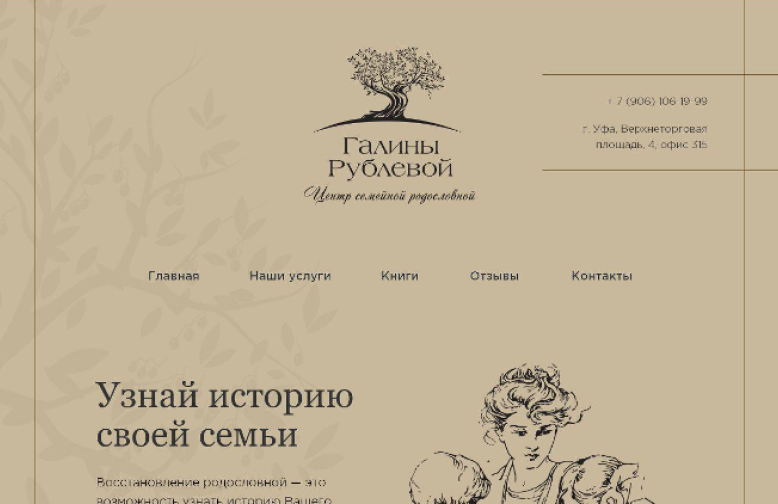 Галины
Рублевой
Центр семейной родословной
+ 7 (906) 106 19 99
г. Уфа, Верхнеторговая
площадь, 4, офис 315
Главная
Наши услуги
Книги
Отзывы
Контакты
Узнай историю
своей семьи
Восстановление родословной — это
возможность узнать историю Вашего